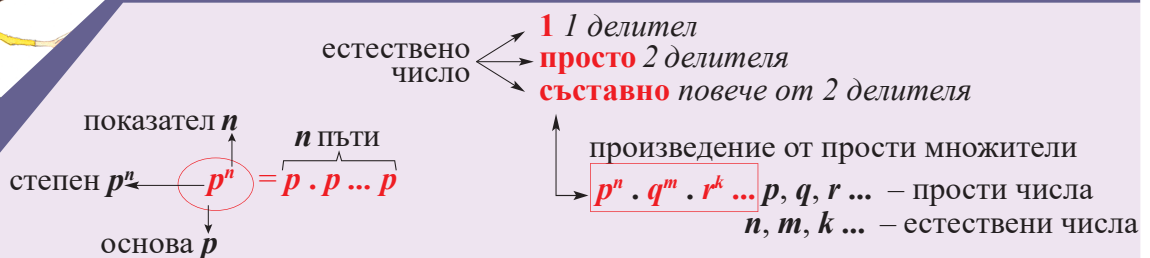 1 1 делител
естествено
число
просто 2 делителя
съставно повече от 2 делителя
показател n
n пъти
степен pⁿ
pⁿ = p . p ... p
основа p
произведение от прости множители
pⁿ . qᵐ . rᵏ ... p, q, r ... – прости числа
n, m, k ... – естествени числа